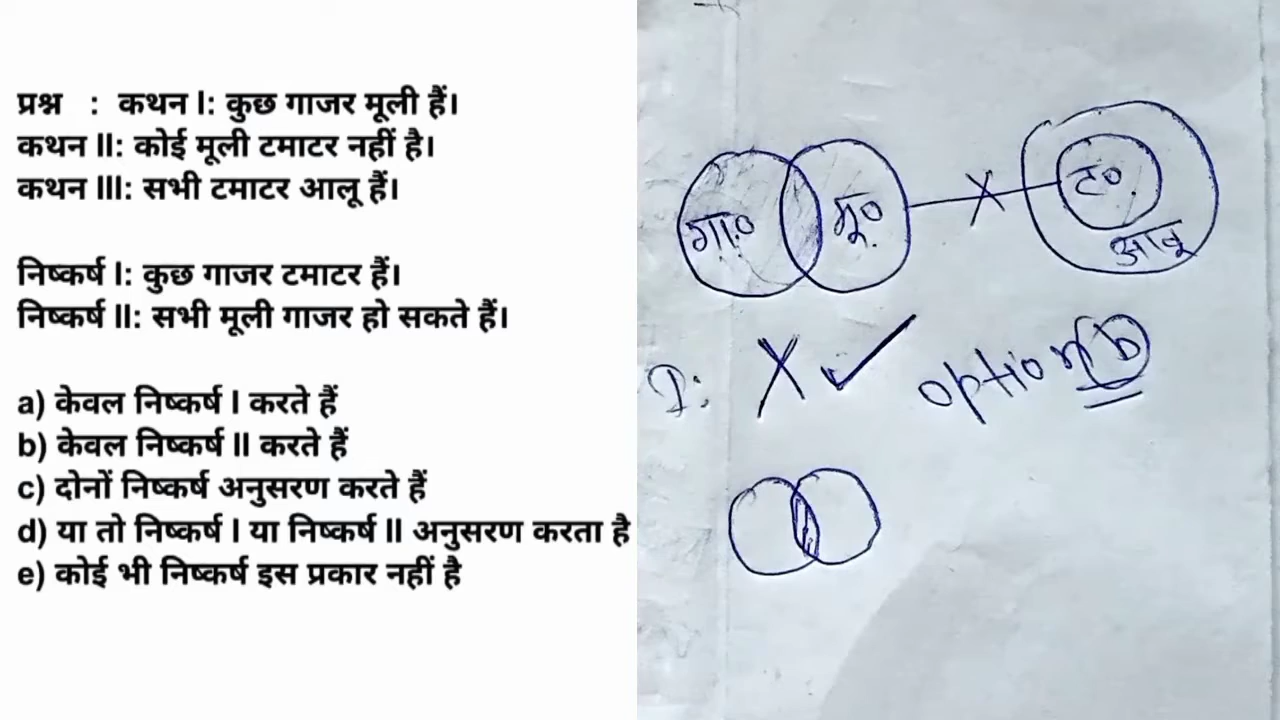 प्रश्न : कथन I: कुछ गाजर मूली हैं।
कथन II: कोई मूली टमाटर नहीं है।
कथन III: सभी टमाटर आलू हैं।
निष्कर्ष I: कुछ गाजर टमाटर हैं।
निष्कर्ष II: सभी मूली गाजर हो सकते हैं।
a) केवल निष्कर्ष I करते हैं
b) केवल निष्कर्ष II करते हैं
c) दोनों निष्कर्ष अनुसरण करते हैं
d) या तो निष्कर्ष I या निष्कर्ष II अनुसरण करता है
e) कोई भी निष्कर्ष इस प्रकार नहीं है
गा० मू० ट०
आलू
I: option b